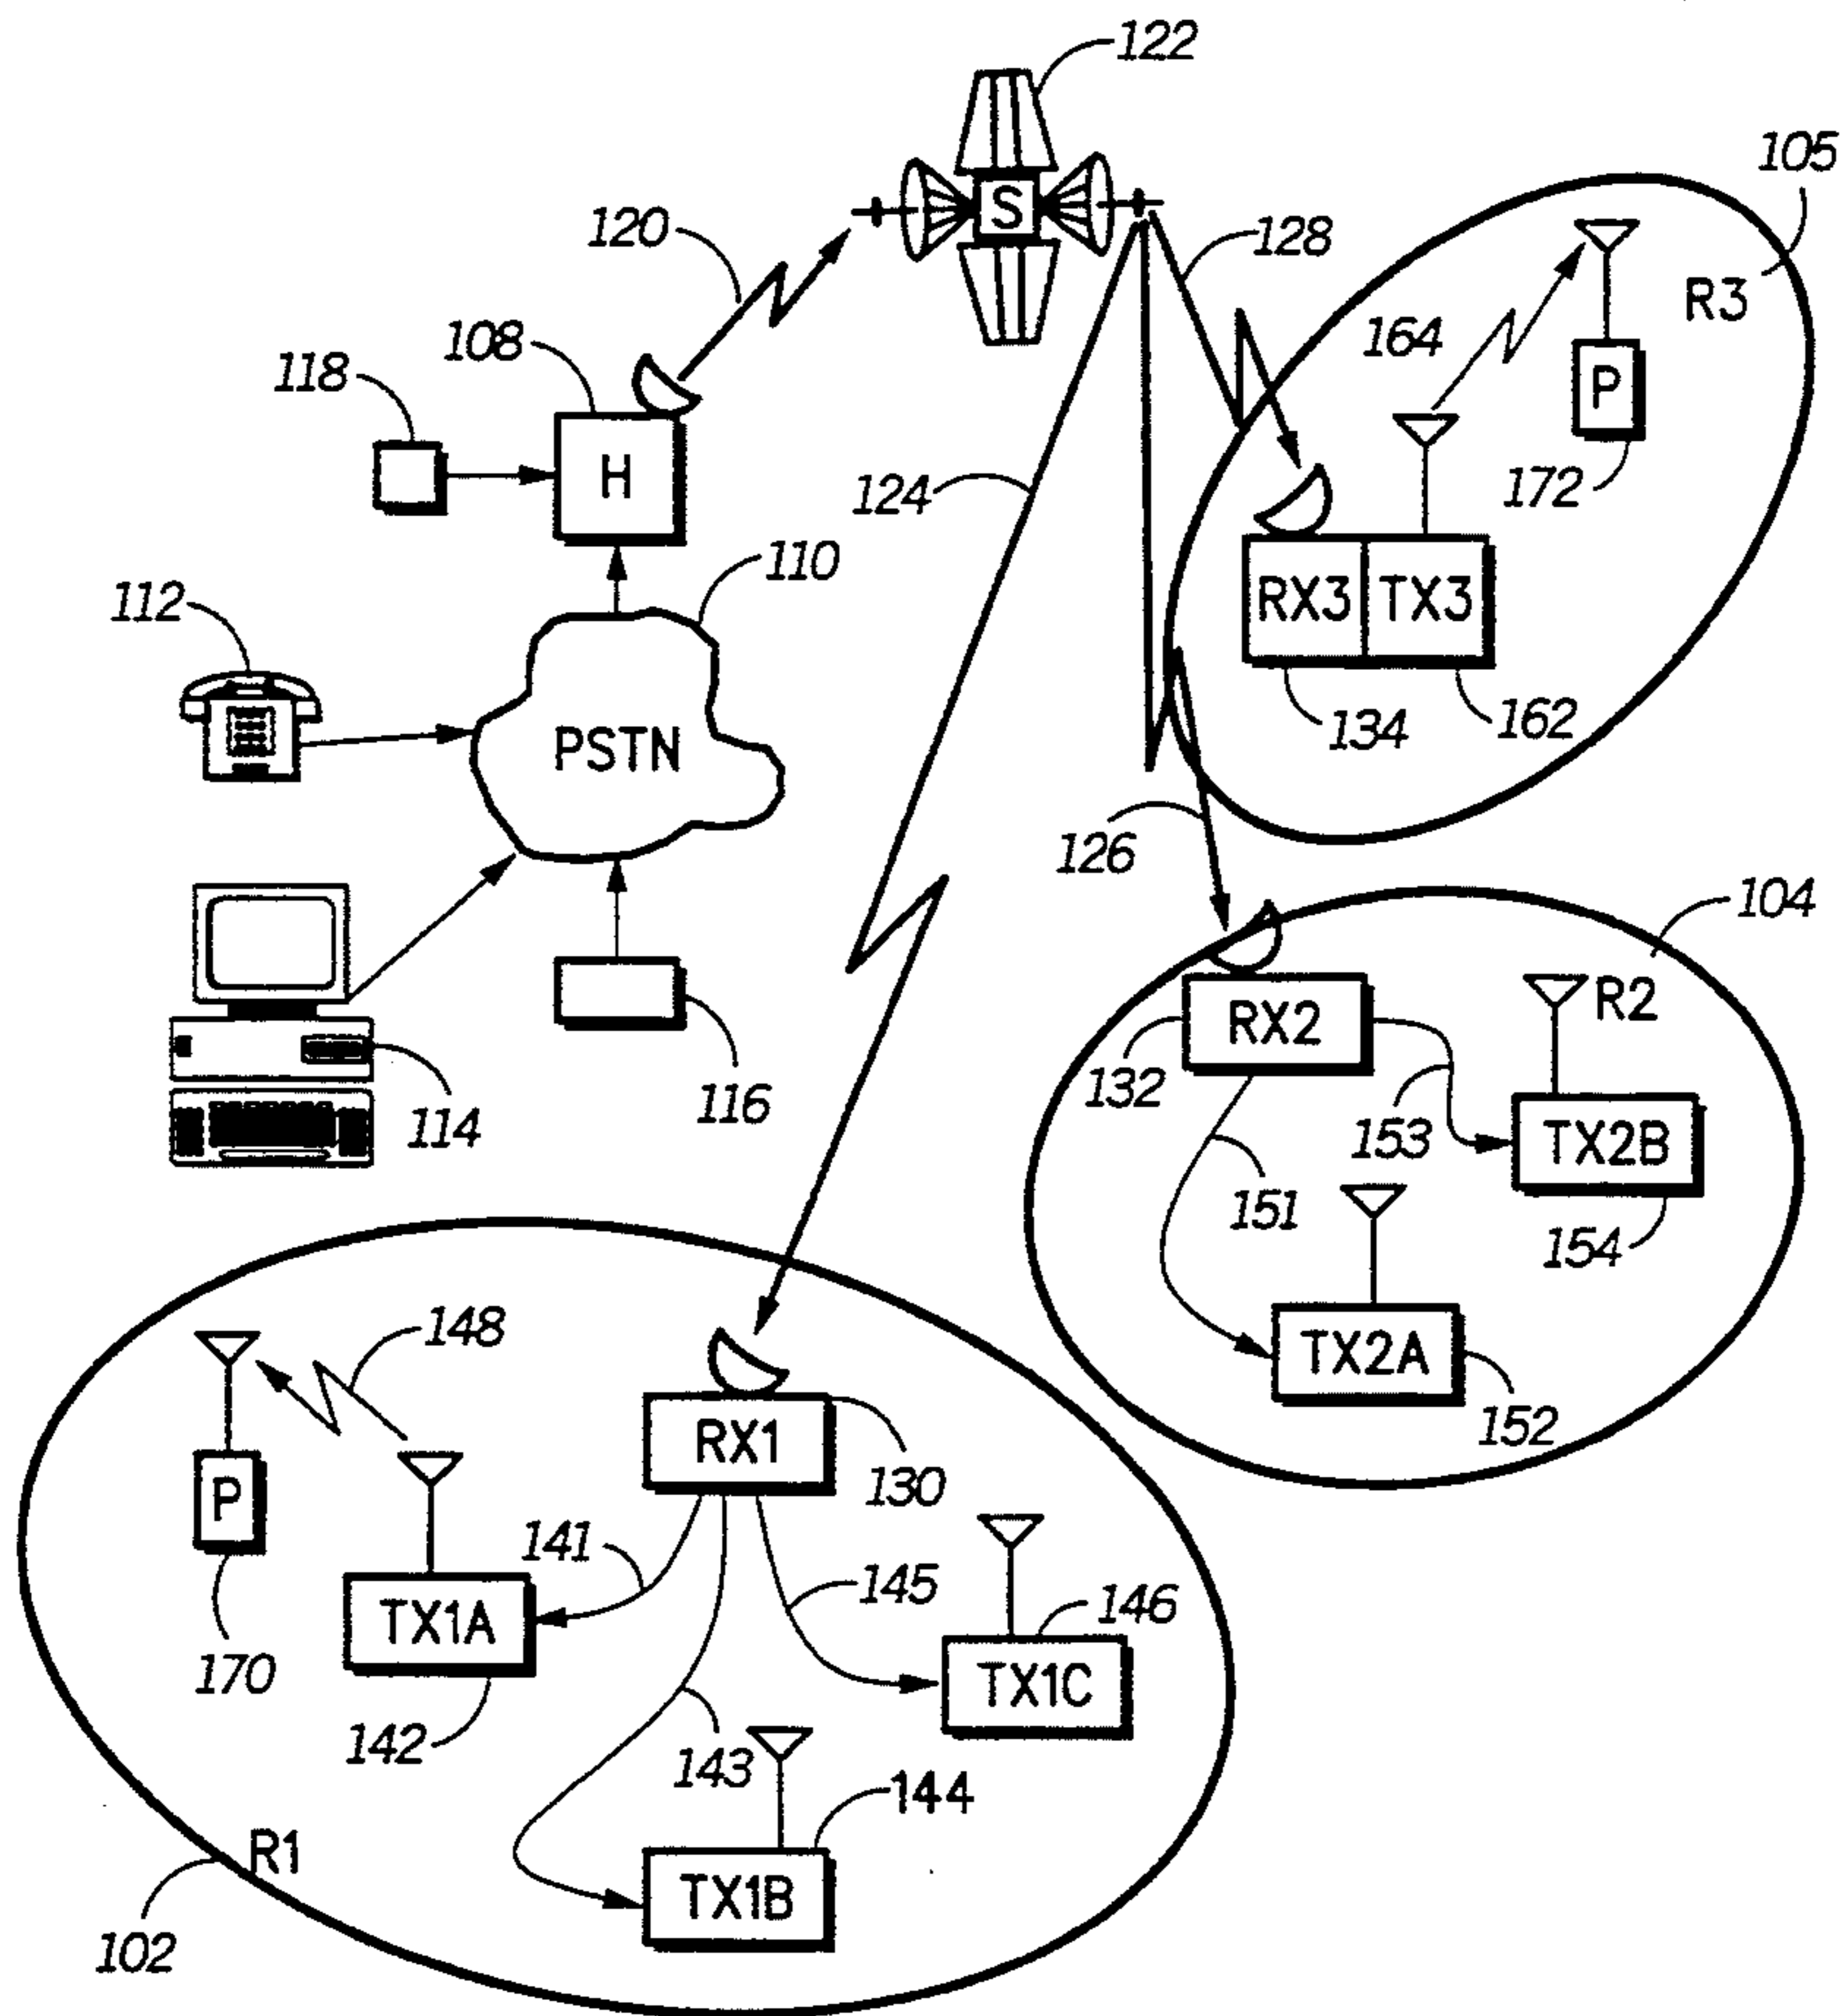 122
105
S
120
128
R3
108
164
118
P
H
124
172
110
RX3 TX3
112
134
162
PSTN
126
104
R2
RX2
132
116
153
TX2B
114
151
154
148
TX2A
RX1
152
130
P
141
145
146
TX1A
170
TX1C
142
143
144
R1
TX1B
102